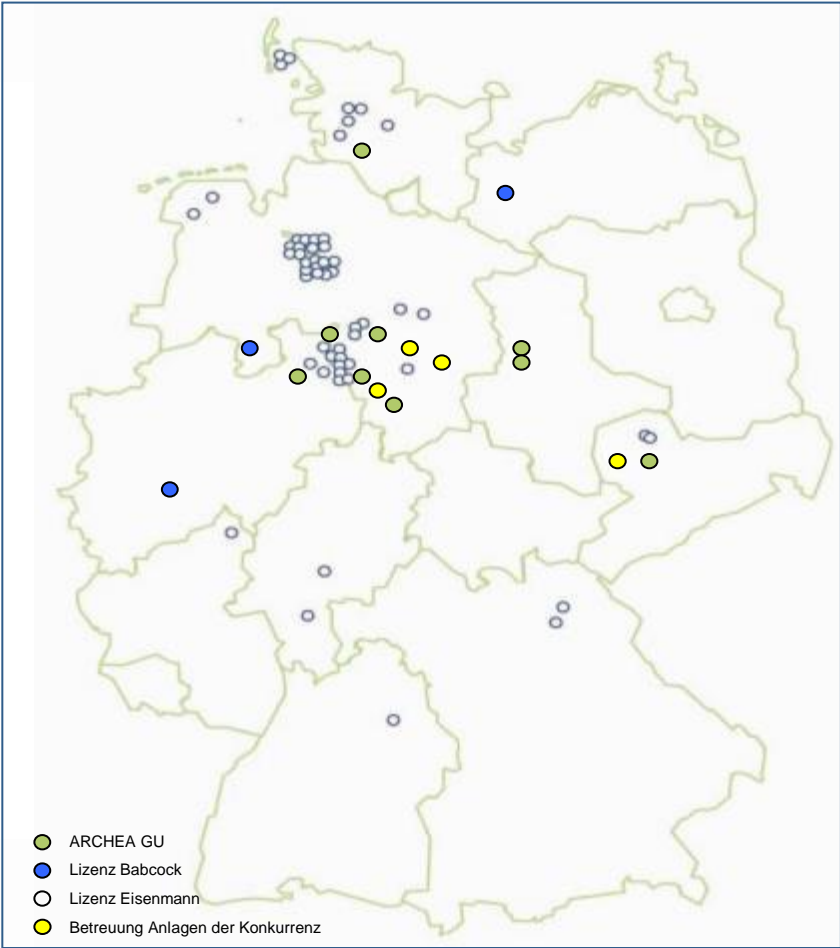 ARCHEA GU
Lizenz Babcock
Lizenz Eisenmann
Betreuung Anlagen der Konkurrenz